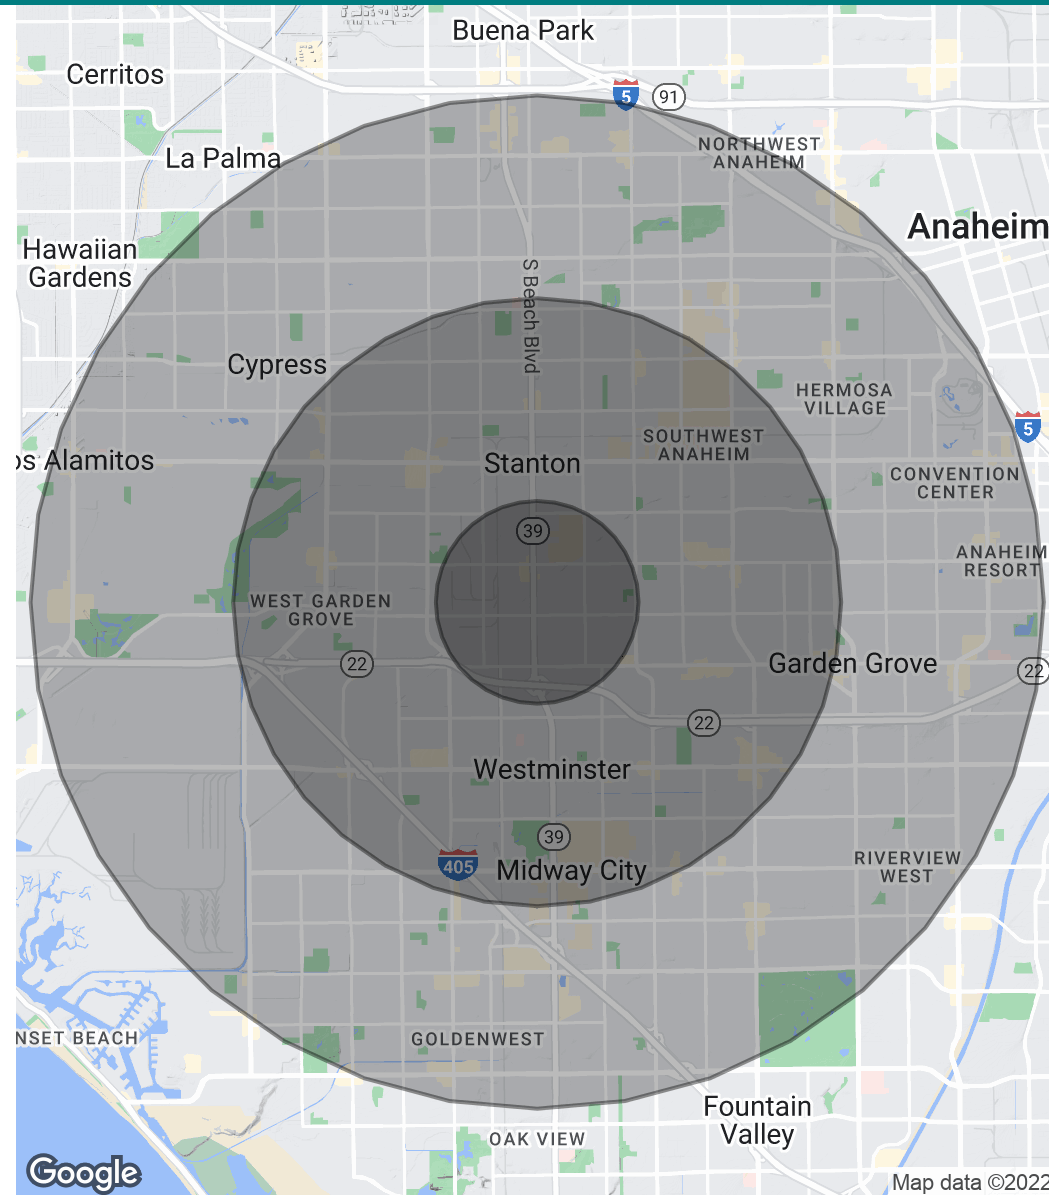 Buena Park
Cerritos
5
91
La Palma
NORTHWEST
ANAHEIM
Anaheim
Hawaiian
Gardens
S Beach Blvd
Cypress
HERMOSA
VILLAGE
5
SOUTHWEST
ANAHEIM
os Alamitos
Stanton
CONVENTION
CENTER
39
ANAHEIM
RESORT
WEST GARDEN
GROVE
22
Garden Grove
22
22
Westminster
39
405
Midway City
RIVERVIEW
WEST
NSET BEACH
GOLDENWEST
Fountain
Valley
OAK VIEW
Google
Map data ©2022